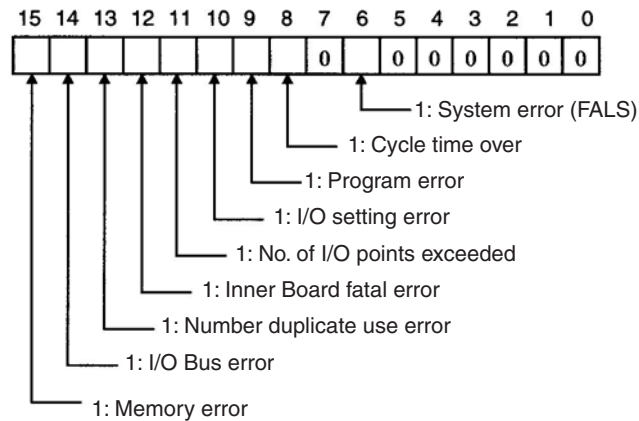 15 14 13 12 11 10 9 8 7 6 5 4 3 2 1 0
0 0 0 0 0 0 0
1: System error (FALS)
1: Cycle time over
1: Program error
1: I/O setting error
1: No. of I/O points exceeded
1: Inner Board fatal error
1: Number duplicate use error
1: I/O Bus error
1: Memory error